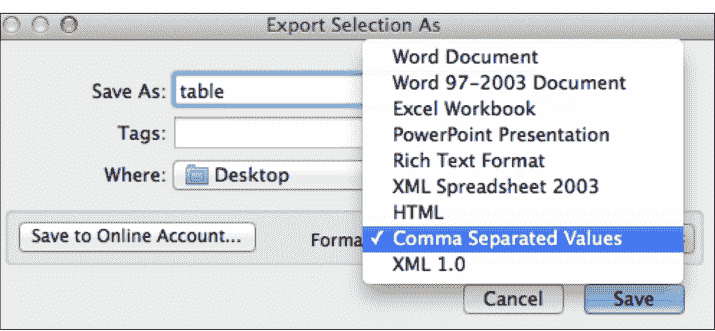 Export Selection As
Save As: table
Tags:
Where: Desktop
Save to Online Account...
Forma
Word Document
Word 97-2003 Document
Excel Workbook
PowerPoint Presentation
Rich Text Format
XML Spreadsheet 2003
HTML
✓ Comma Separated Values
XML 1.0
Cancel Save